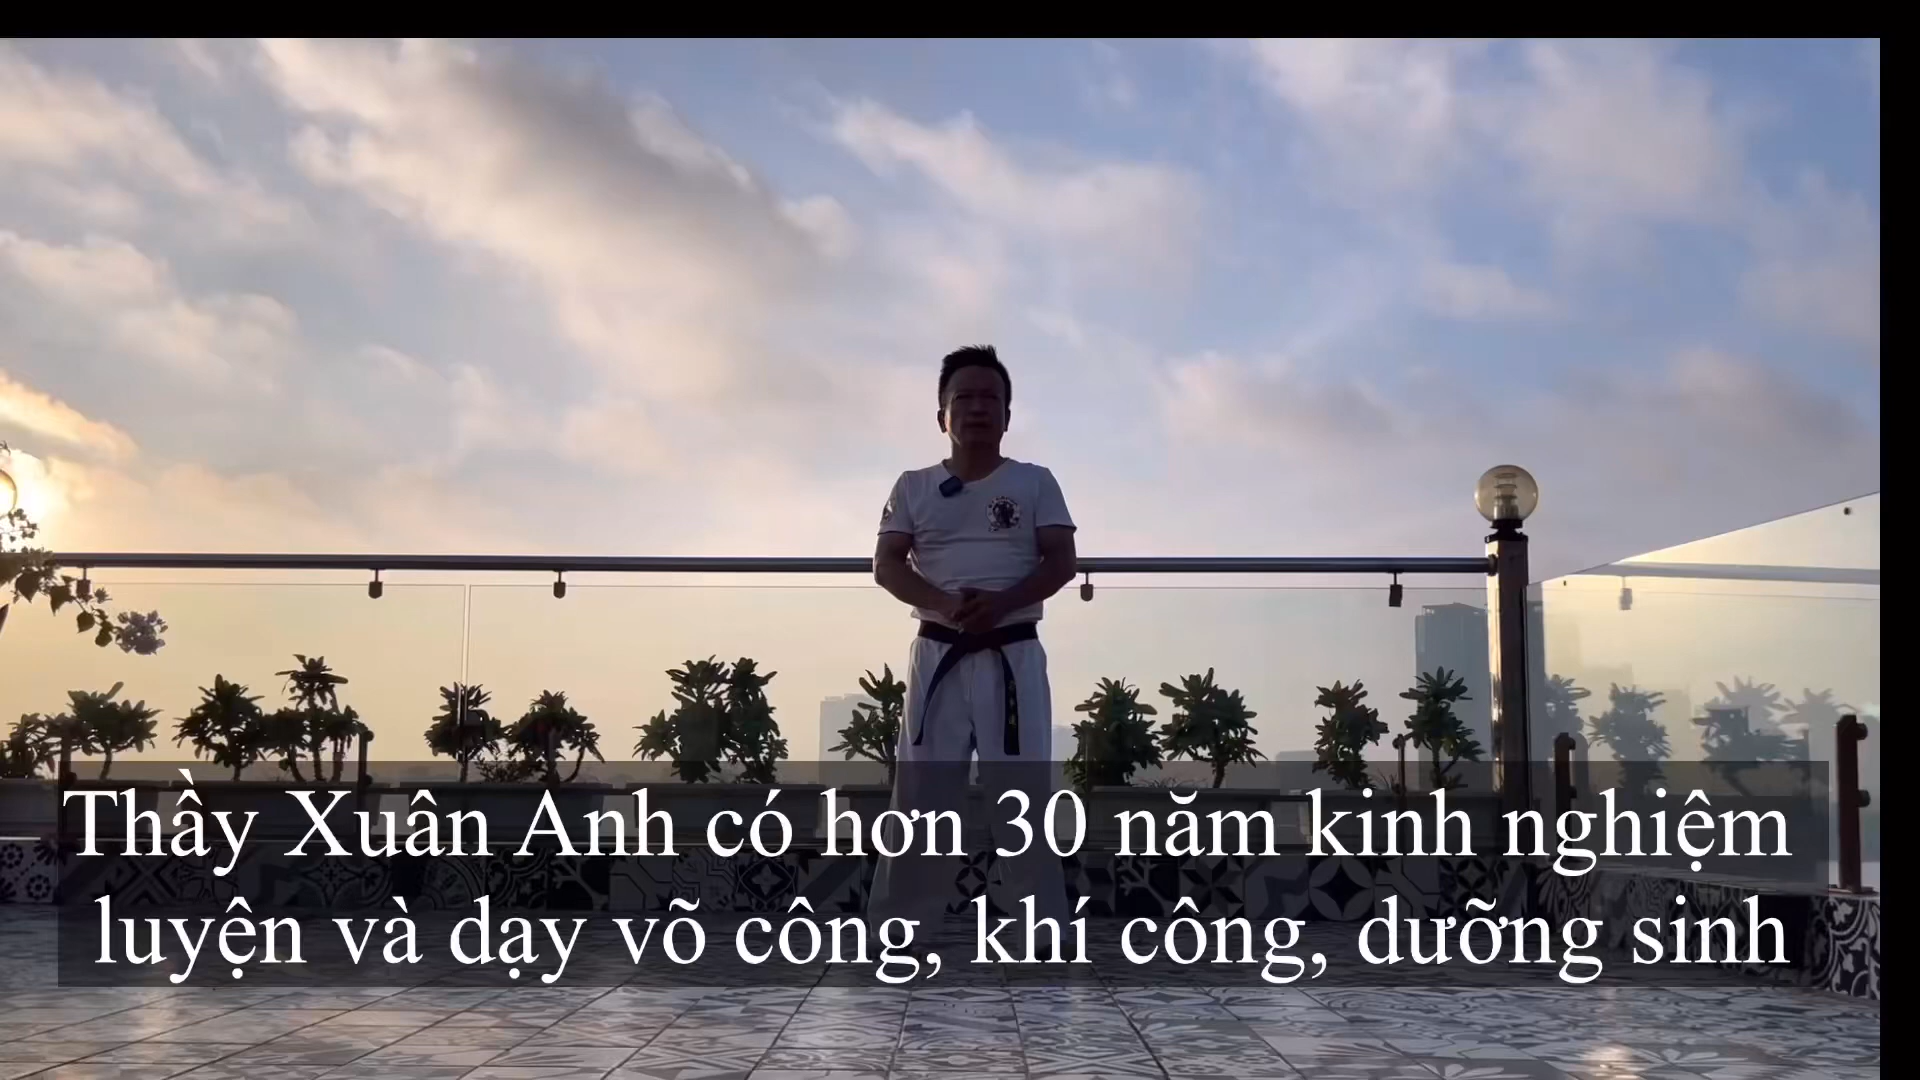 Thầy Xuân Anh có hơn 30 năm kinh nghiệm
luyện và dạy võ công, khí công, dưỡng sinh